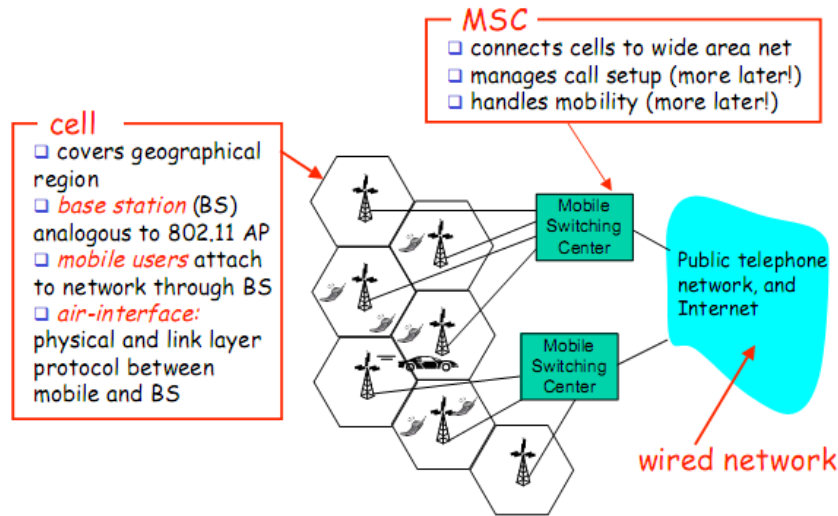 MSC
❑ connects cells to wide area net
❑ manages call setup (more later!)
❑ handles mobility (more later!)
cell
❑ covers geographical
region
❑ base station (BS)
analogous to 802.11 AP
❑ mobile users attach
to network through BS
❑ air-interface:
physical and link layer
protocol between
mobile and BS
Mobile
Switching
Center
Public telephone
network, and
Internet
Mobile
Switching
Center
wired network